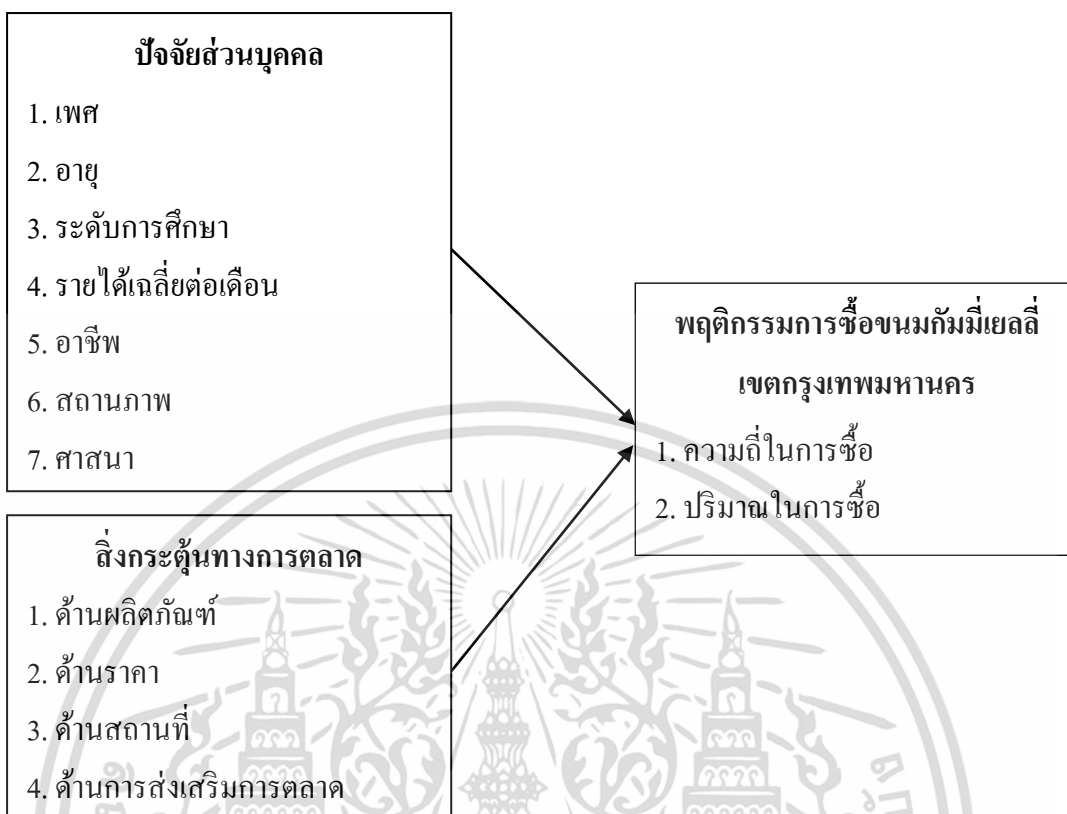 ปัจจัยส่วนบุคคล
1. เพศ
2. อายุ
3. ระดับการศึกษา
4. รายได้เฉลี่ยต่อเดือน
5. อาชีพ
6. สถานภาพ
7. ศาสนา
สิ่งกระตุ้นทางการตลาด
1. ด้านผลิตภัณฑ์
2. ด้านราคา
3. ด้านสถานที่
4. ด้านการส่งเสริมการตลาด
พฤติกรรมการซื้อขนมกัมมี่เยลลี่
เขตกรุงเทพมหานคร
1. ความถี่ในการซื้อ
2. ปริมาณในการซื้อ